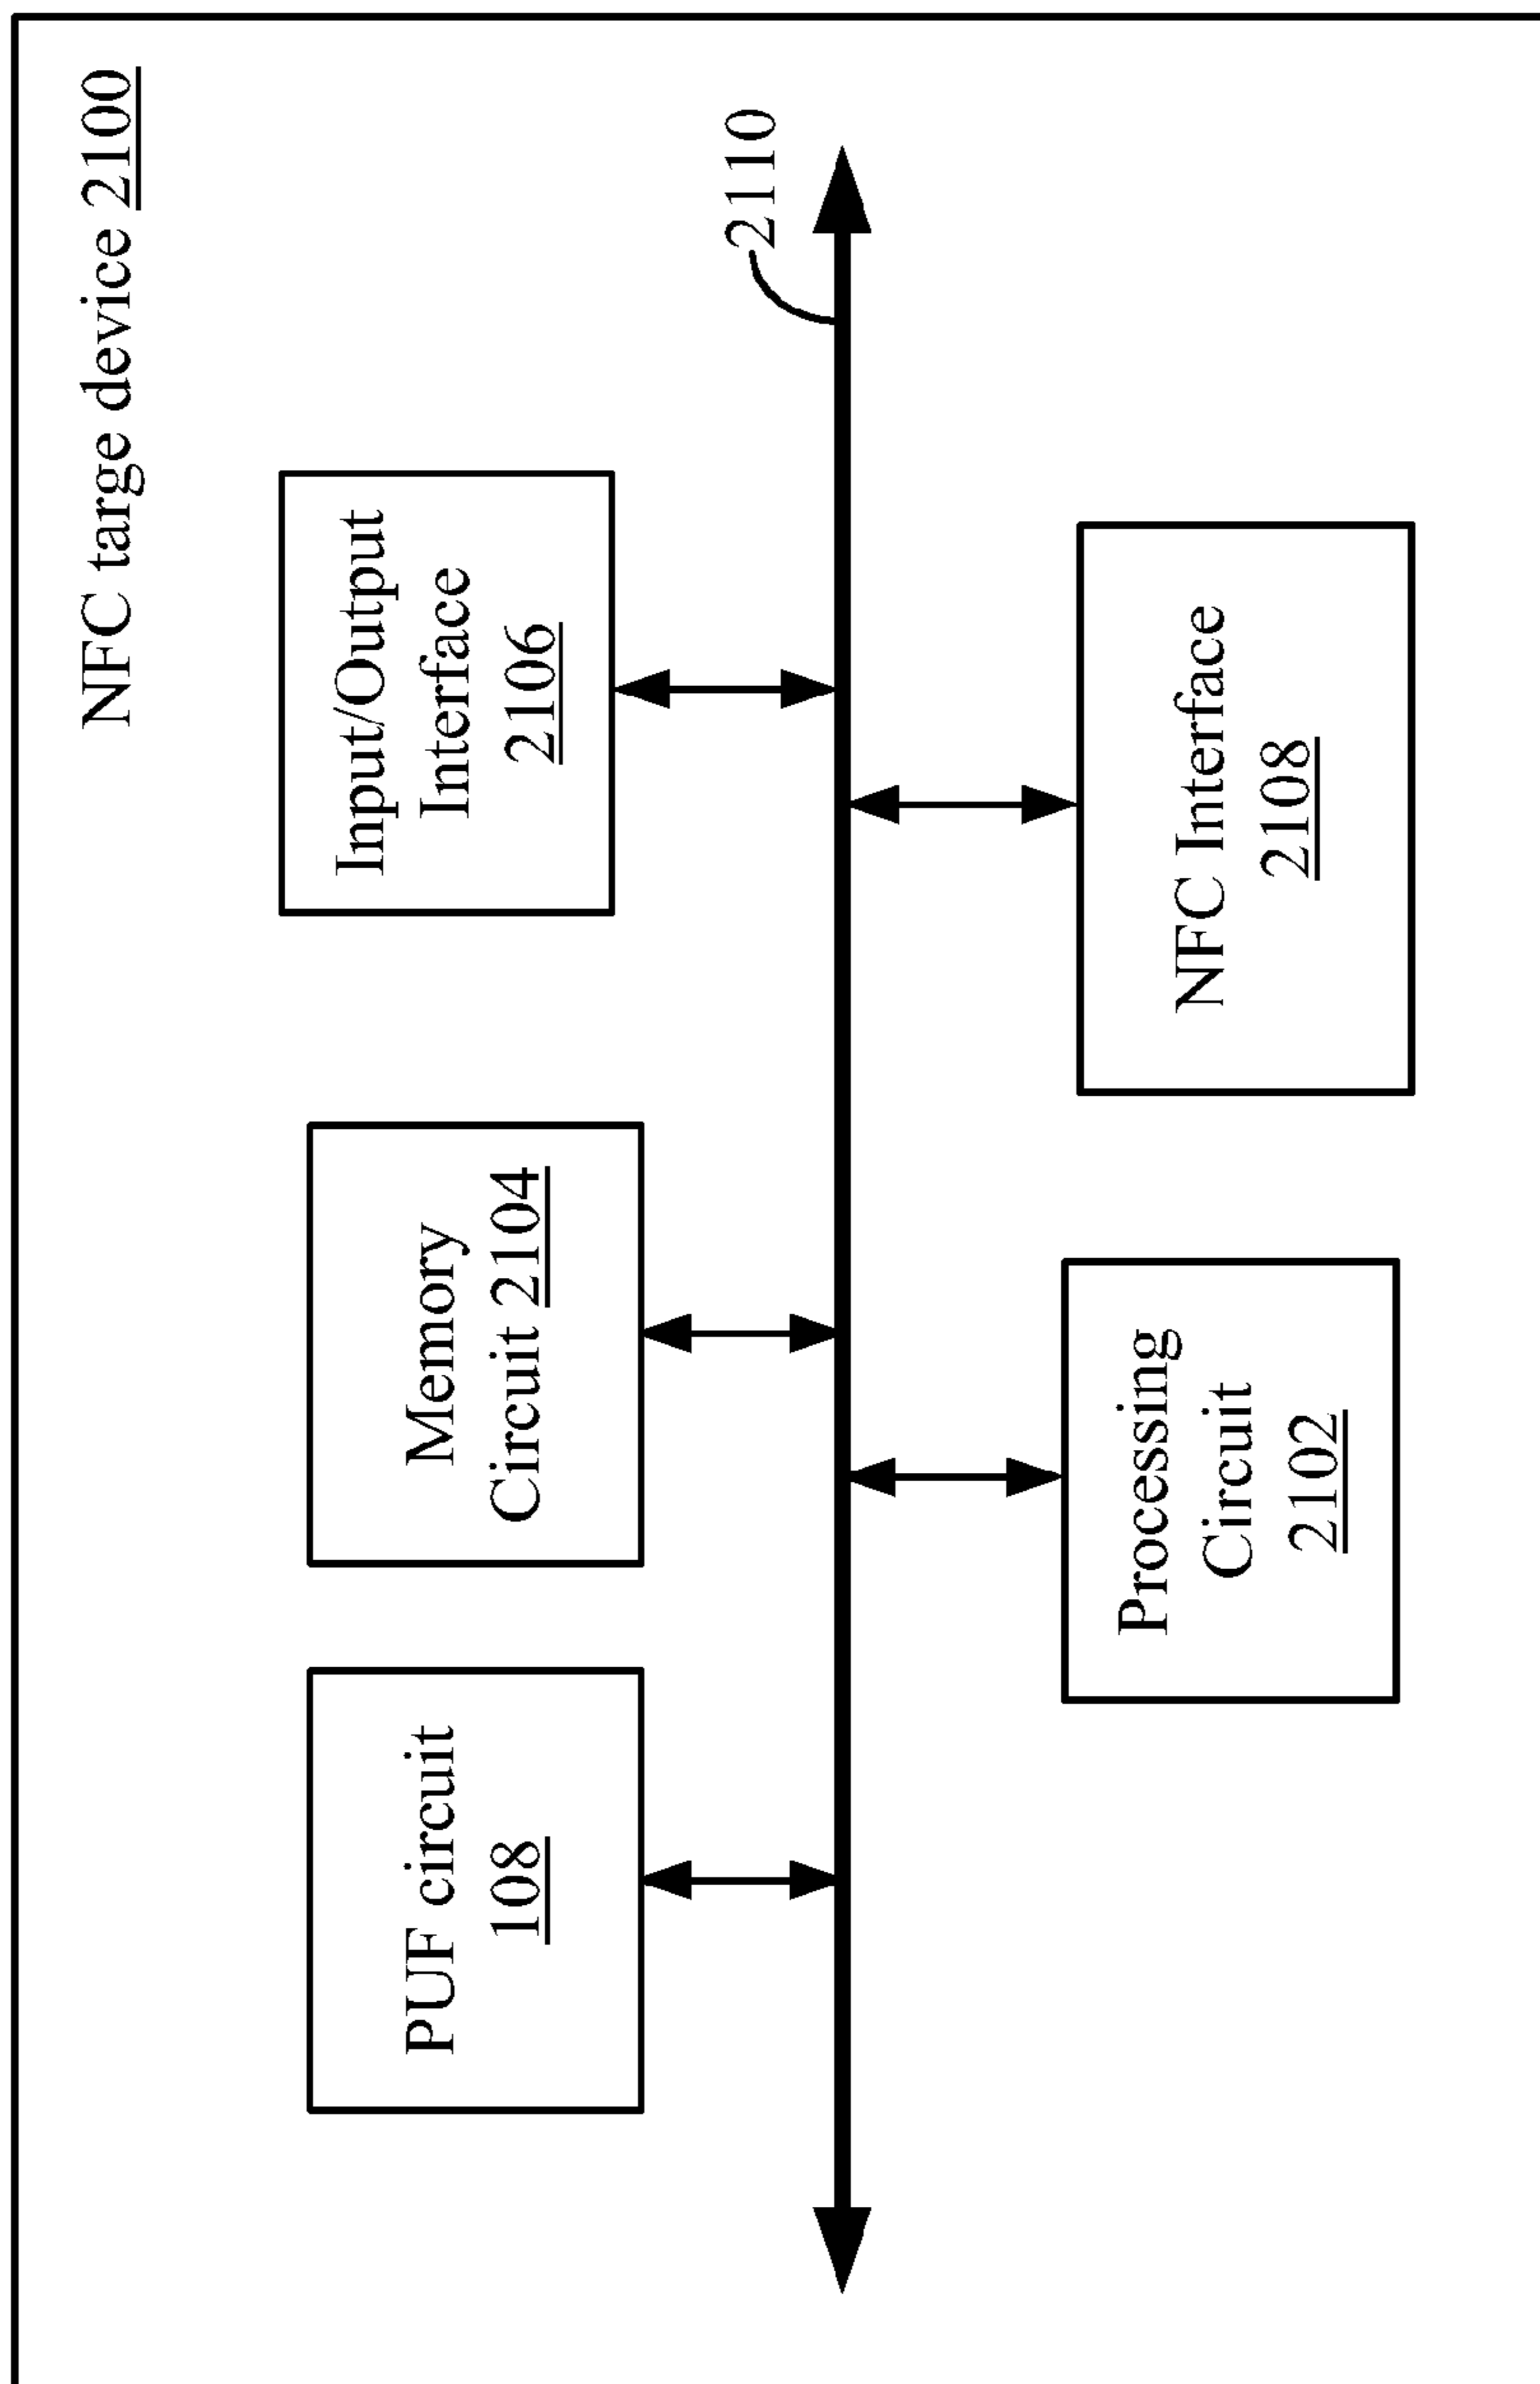 NFC target device 2100
PUF circuit
108
Memory
Circuit 2104
Input/Output
Interface
2106
2110
Processing
Circuit
2102
NFC Interface
2108